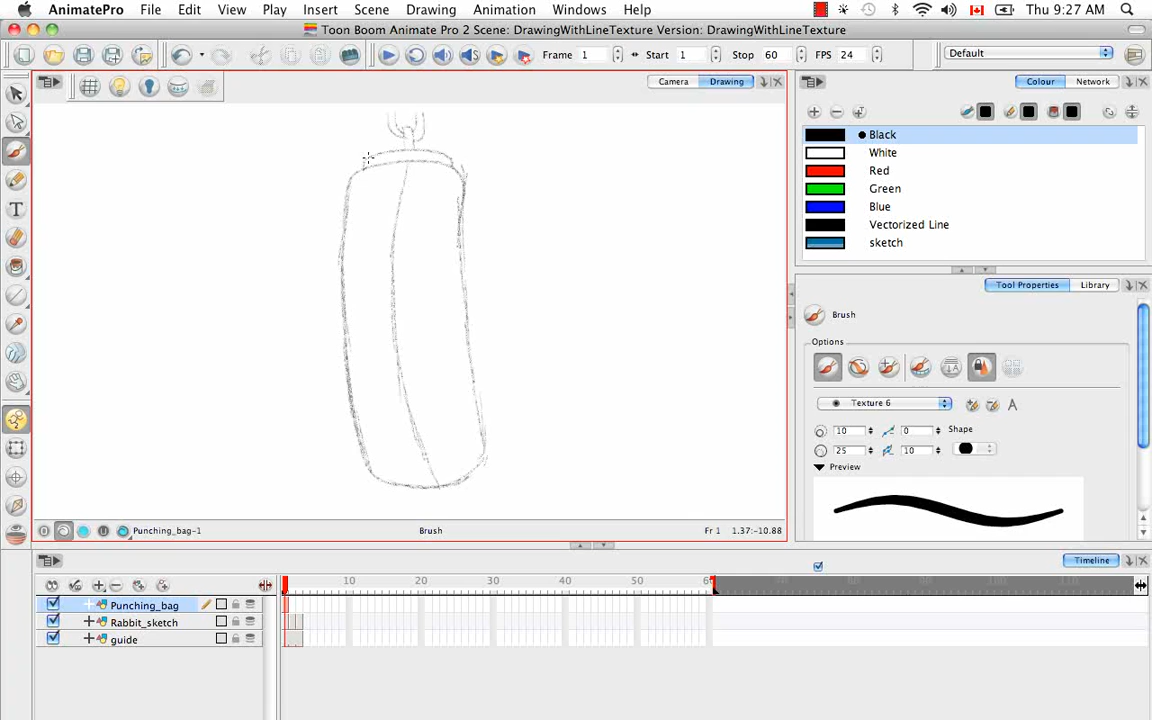 AnimatePro File Edit View Play Insert Scene Drawing Animation Windows Help Thu 9:27 AM
Toon Boom Animate Pro 2 Scene: DrawingWithLineTexture Version: DrawingWithLineTexture
Frame 1 Start 1 Stop 60 FPS 24 Default
Camera Drawing Colour Network
Black
White
Red
Green
Blue
Vectorized Line
sketch
Tool Properties Library
Brush
Options
Texture 6
10 0 Shape
25 10
Preview
Punching_bag-1 Brush Fr 1 1.37:-10.88
Timeline
10 20 30 40 50
Punching_bag
Rabbit_sketch
guide